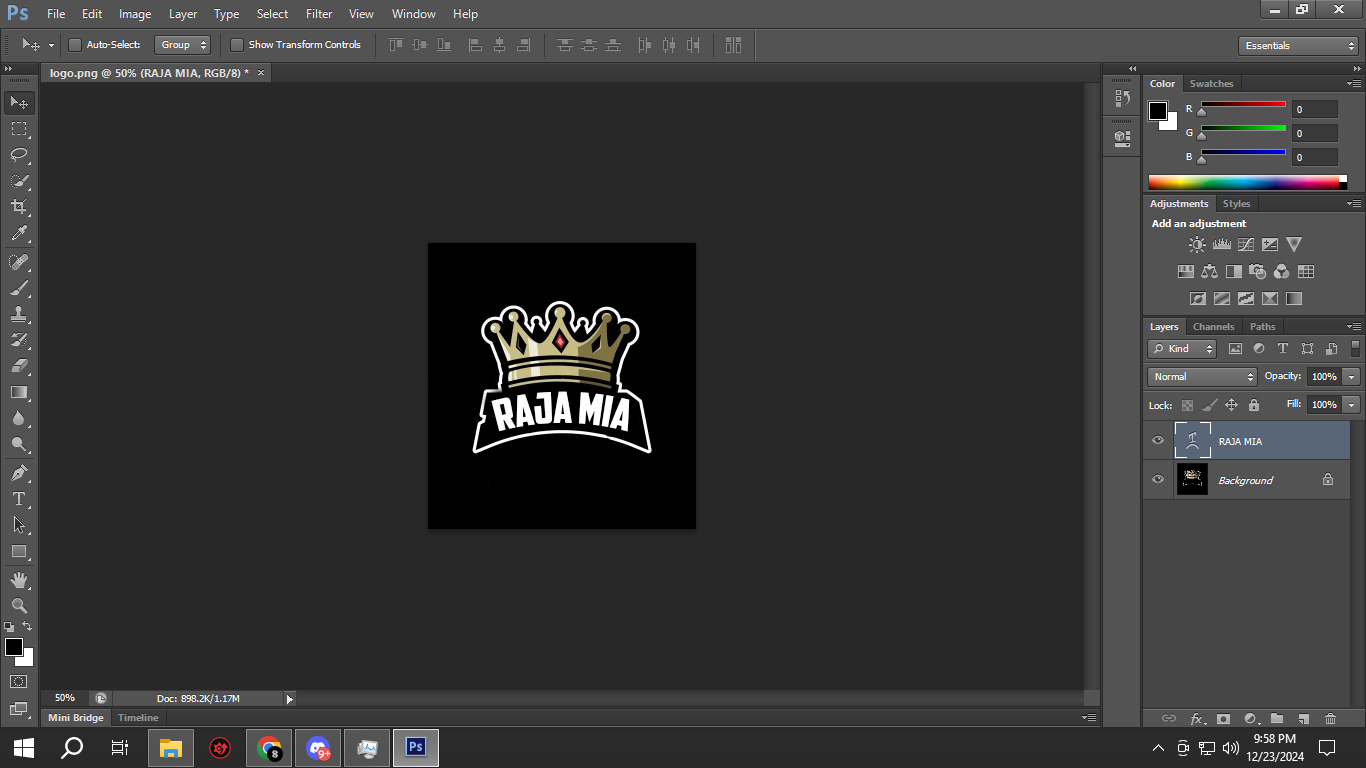 Ps File Edit Image Layer Type Select Filter View Window Help
Auto-Select: Group Show Transform Controls Essentials
logo.png @ 50% (RAJA MIA, RGB/8) * ×
Color Swatches
R 0
G 0
B 0
Adjustments Styles
Add an adjustment
Layers Channels Paths
Kind
Normal Opacity: 100%
Lock: Fill: 100%
RAJA MIA
Background
RAJA MIA
50% Doc: 898.2K/1.17M
Mini Bridge Timeline
8 9+ Ps
9:58 PM
12/23/2024